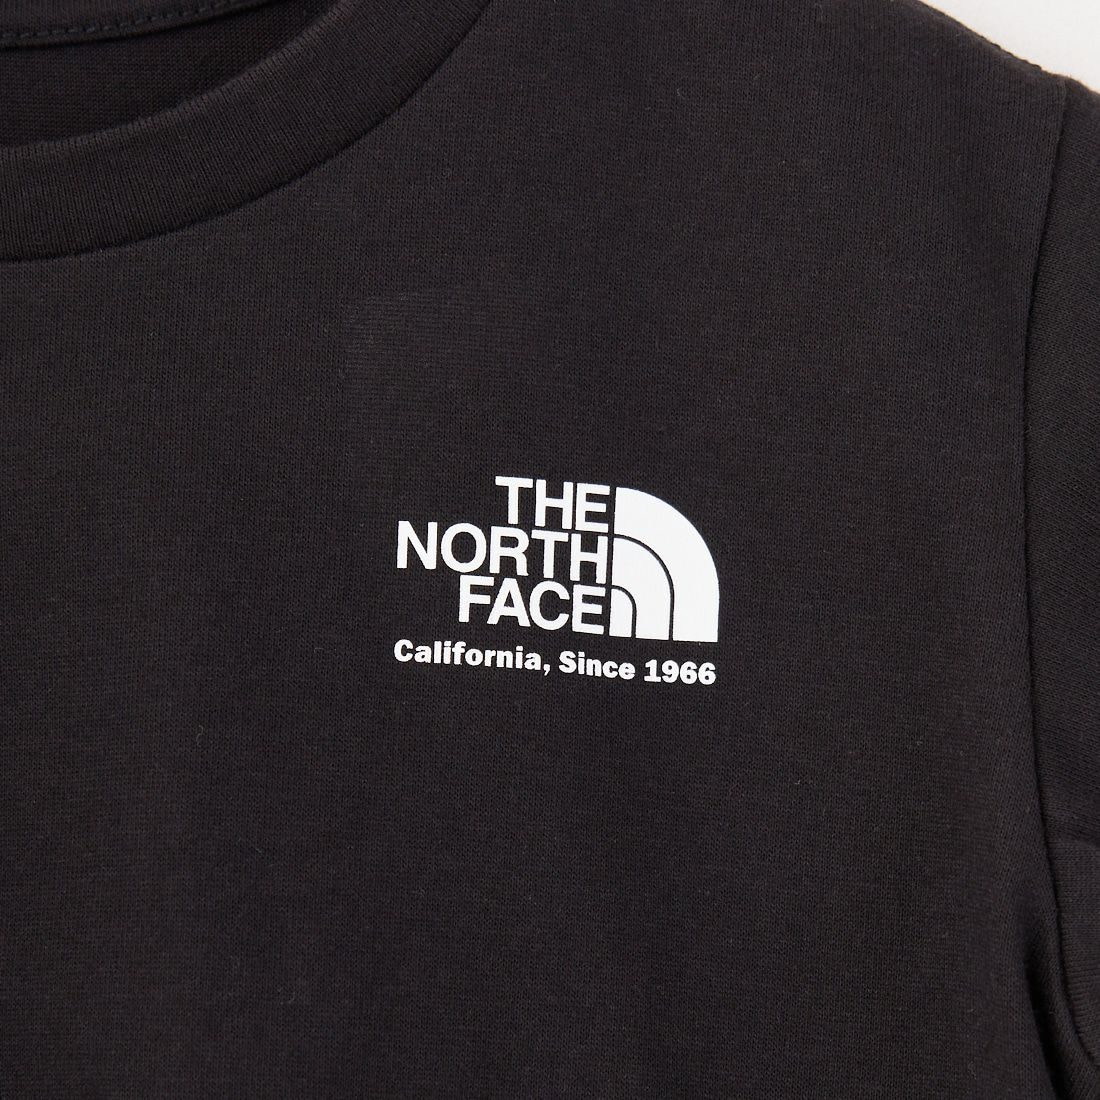 THE
NORTH
FACE
California, Since 1966